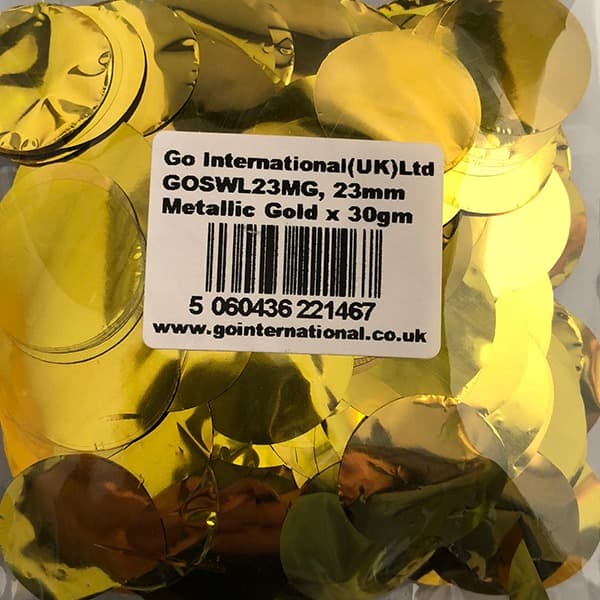 Go International(UK)Ltd
GOSWL23MG, 23mm
Metallic Gold x 30gm
5 060436 221467
www.gointernational.co.uk